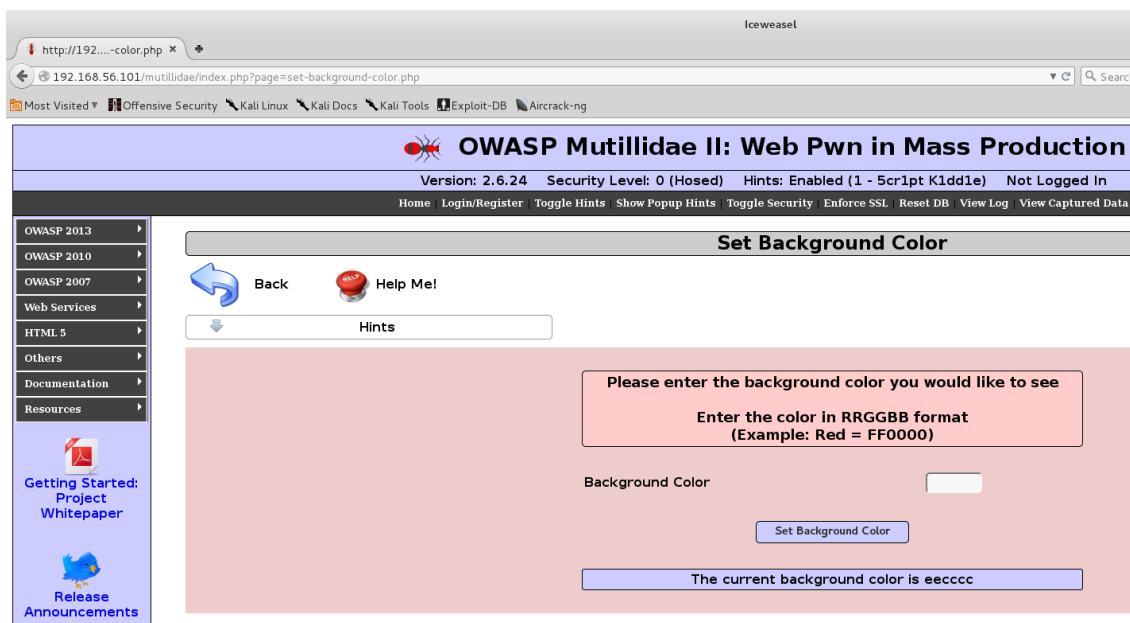 Iceweasel
http://192....-color.php
192.168.56.101/mutillidae/index.php?page=set-background-color.php
Searc
Most Visited Offensive Security Kali Linux Kali Docs Kali Tools Exploit-DB Aircrack-ng
OWASP Mutillidae II: Web Pwn in Mass Production
Version: 2.6.24 Security Level: 0 (Hosed) Hints: Enabled (1 - 5cr1pt K1dd1e) Not Logged In
Home | Login/Register | Toggle Hints | Show Popup Hints | Toggle Security | Enforce SSL | Reset DB | View Log | View Captured Data
OWASP 2013
OWASP 2010
OWASP 2007
Web Services
HTML 5
Others
Documentation
Resources
Getting Started:
Project
Whitepaper
Release
Announcements
Set Background Color
Back
HELP
Help Me!
Hints
Please enter the background color you would like to see
Enter the color in RRGGBB format
(Example: Red = FF0000)
Background Color
Set Background Color
The current background color is eecccc